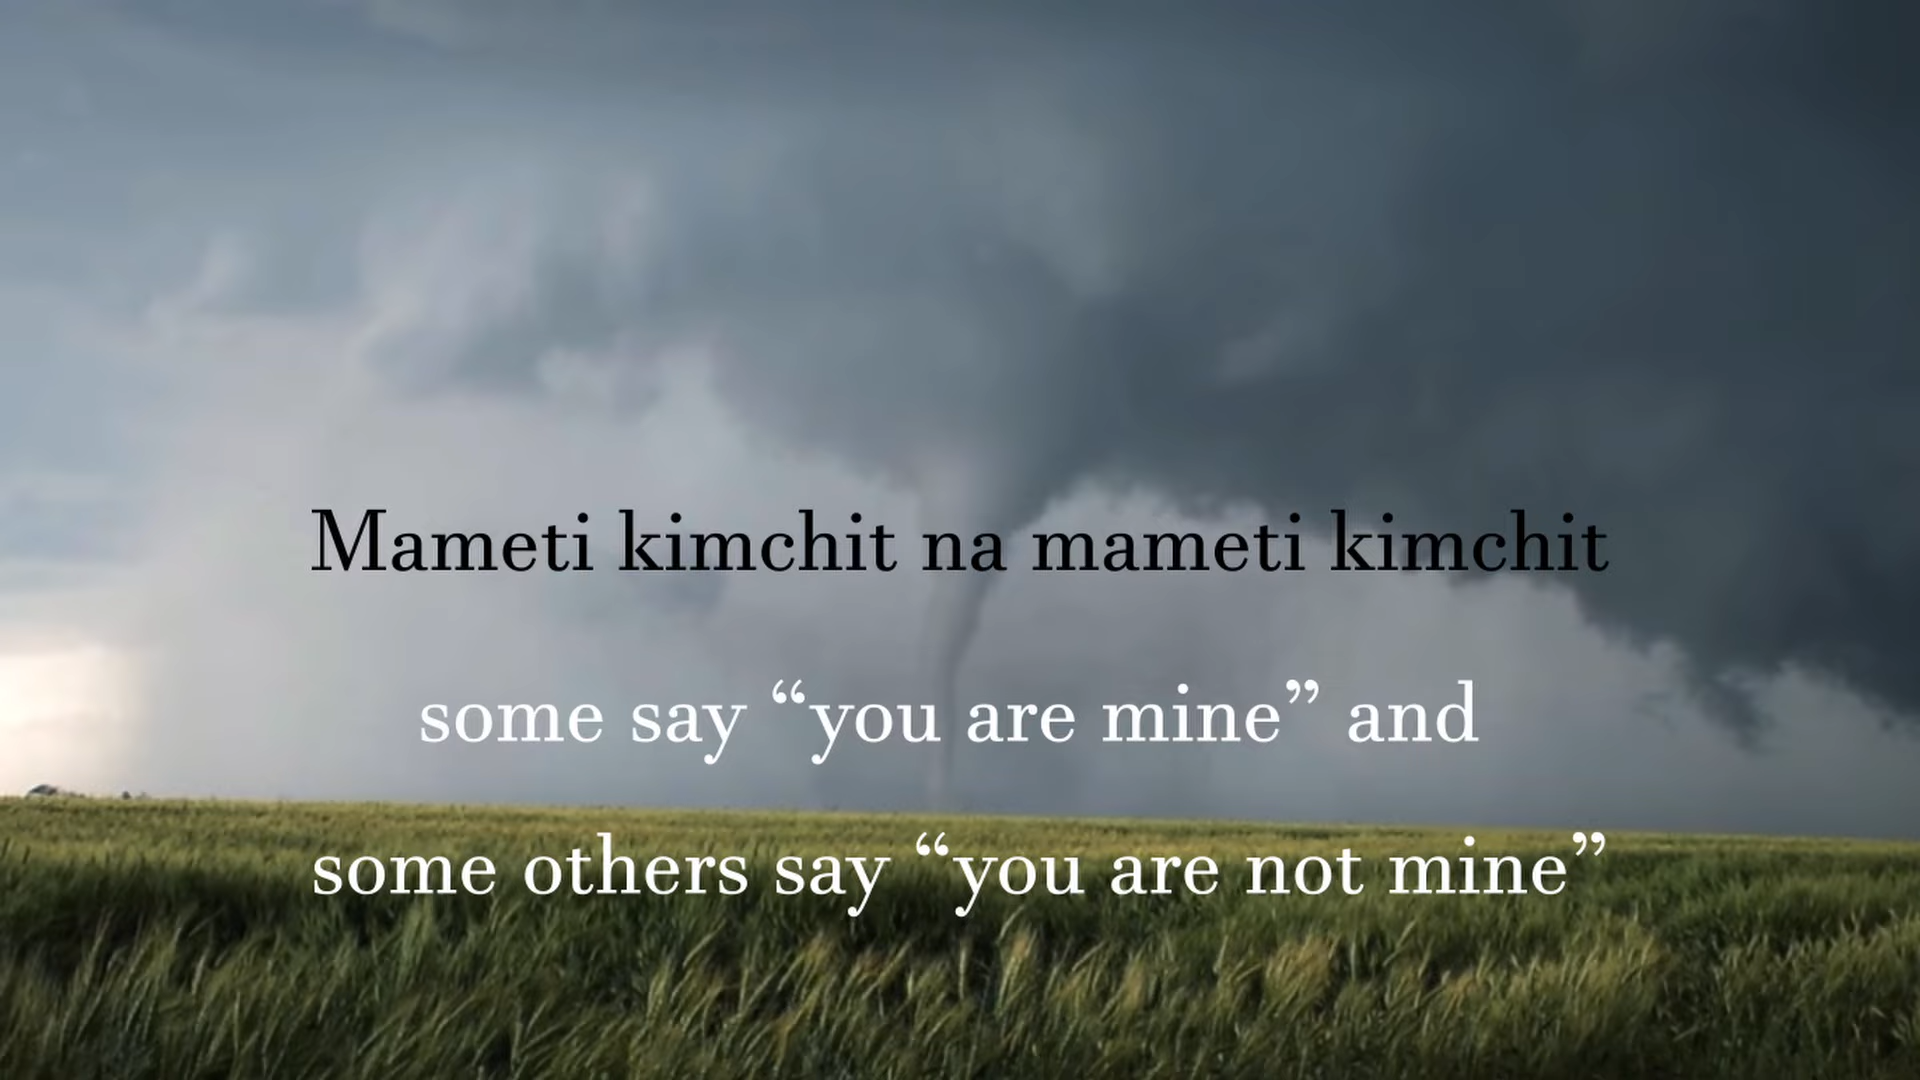 Mameti kimchit na mameti kimchit
some say “you are mine” and
some others say “you are not mine”